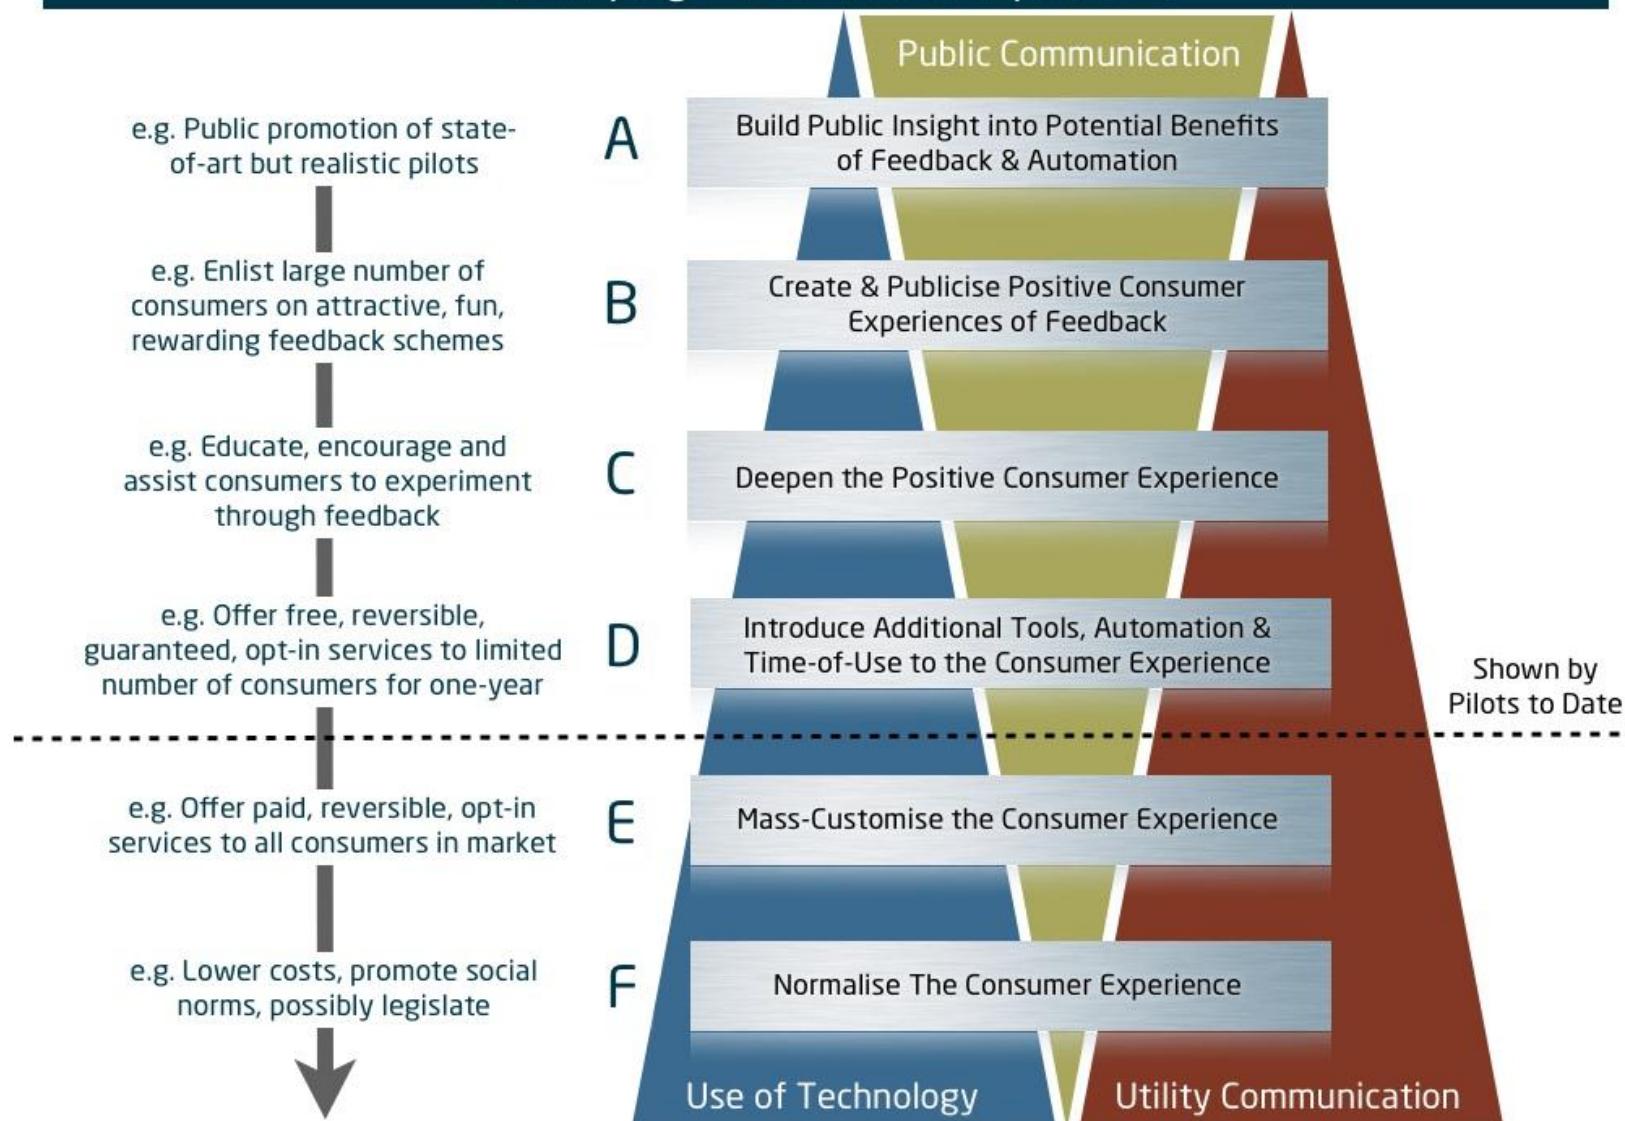 Public Communication
e.g. Public promotion of state-
of-art but realistic pilots
A
Build Public Insight into Potential Benefits
of Feedback & Automation
e.g. Enlist large number of
consumers on attractive, fun,
rewarding feedback schemes
B
Create & Publicise Positive Consumer
Experiences of Feedback
e.g. Educate, encourage and
assist consumers to experiment
through feedback
C
Deepen the Positive Consumer Experience
e.g. Offer free, reversible,
guaranteed, opt-in services to limited
number of consumers for one-year
D
Introduce Additional Tools, Automation &
Time-of-Use to the Consumer Experience
Shown by
Pilots to Date
e.g. Offer paid, reversible, opt-in
services to all consumers in market
E
Mass-Customise the Consumer Experience
e.g. Lower costs, promote social
norms, possibly legislate
F
Normalise The Consumer Experience
Use of Technology
Utility Communication